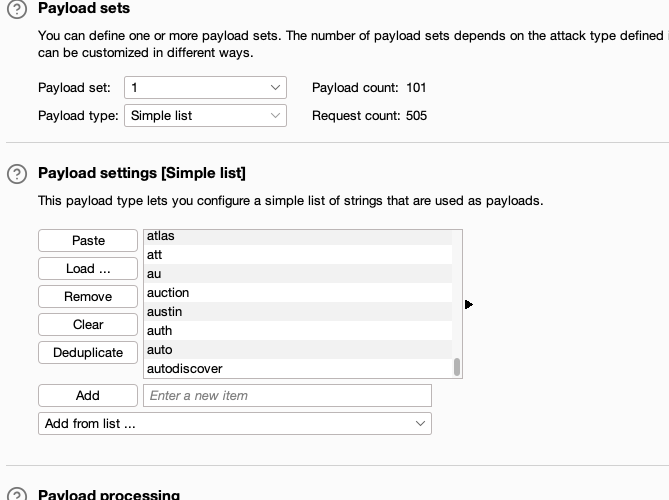 Payload sets
You can define one or more payload sets. The number of payload sets depends on the attack type defined
can be customized in different ways.
Payload set: 1 Payload count: 101
Payload type: Simple list Request count: 505
Payload settings [Simple list]
This payload type lets you configure a simple list of strings that are used as payloads.
Paste
Load ...
Remove
Clear
Deduplicate
atlas
att
au
auction
austin
auth
auto
autodiscover
Add Enter a new item
Add from list ...
Payload processing